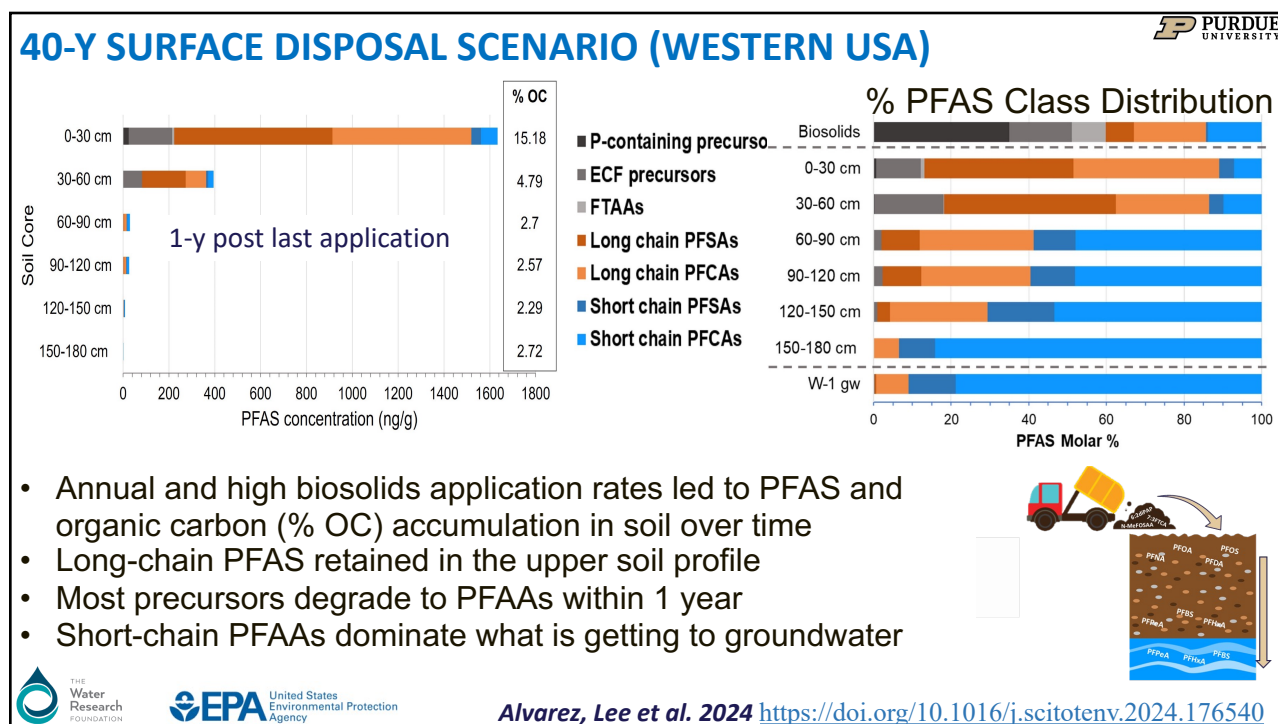 40-Y SURFACE DISPOSAL SCENARIO (WESTERN USA)
PURDUE
UNIVERSITY
% OC
0-30 cm
15.18
30-60 cm
4.79
60-90 cm
2.7
90-120 cm
2.57
120-150 cm
2.29
150-180 cm
2.72
Soil Core
1-y post last application
0 200 400 600 800 1000 1200 1400 1600 1800
PFAS concentration (ng/g)
P-containing precurso
ECF precursors
FTAAs
Long chain PFSAs
Long chain PFCAs
Short chain PFSAs
Short chain PFCAs
% PFAS Class Distribution
Biosolids
0-30 cm
30-60 cm
60-90 cm
90-120 cm
120-150 cm
150-180 cm
W-1 gw
0 20 40 60 80 100
PFAS Molar %
• Annual and high biosolids application rates led to PFAS and
organic carbon (% OC) accumulation in soil over time
• Long-chain PFAS retained in the upper soil profile
• Most precursors degrade to PFAAs within 1 year
• Short-chain PFAAs dominate what is getting to groundwater
6:2diPAP
7:3FTCA
N-MeFOSAA
PFOA
PFOS
PFNA
PFDA
PFBS
PFPeA
PFHxA
PFPeA
PFHxA
PFBS
THE
Water
Research
FOUNDATION
EPA
United States
Environmental Protection
Agency
Alvarez, Lee et al. 2024 https://doi.org/10.1016/j.scitotenv.2024.176540